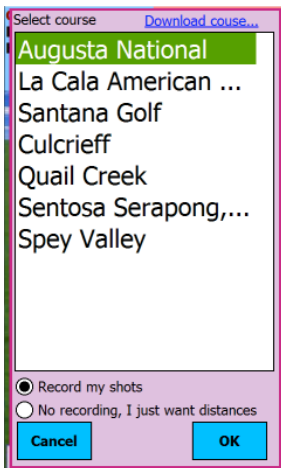 Select course Download couse...
Augusta National
La Cala American ...
Santana Golf
Culcrieff
Quail Creek
Sentosa Serapong,...
Spey Valley
Record my shots
No recording, I just want distances
Cancel OK